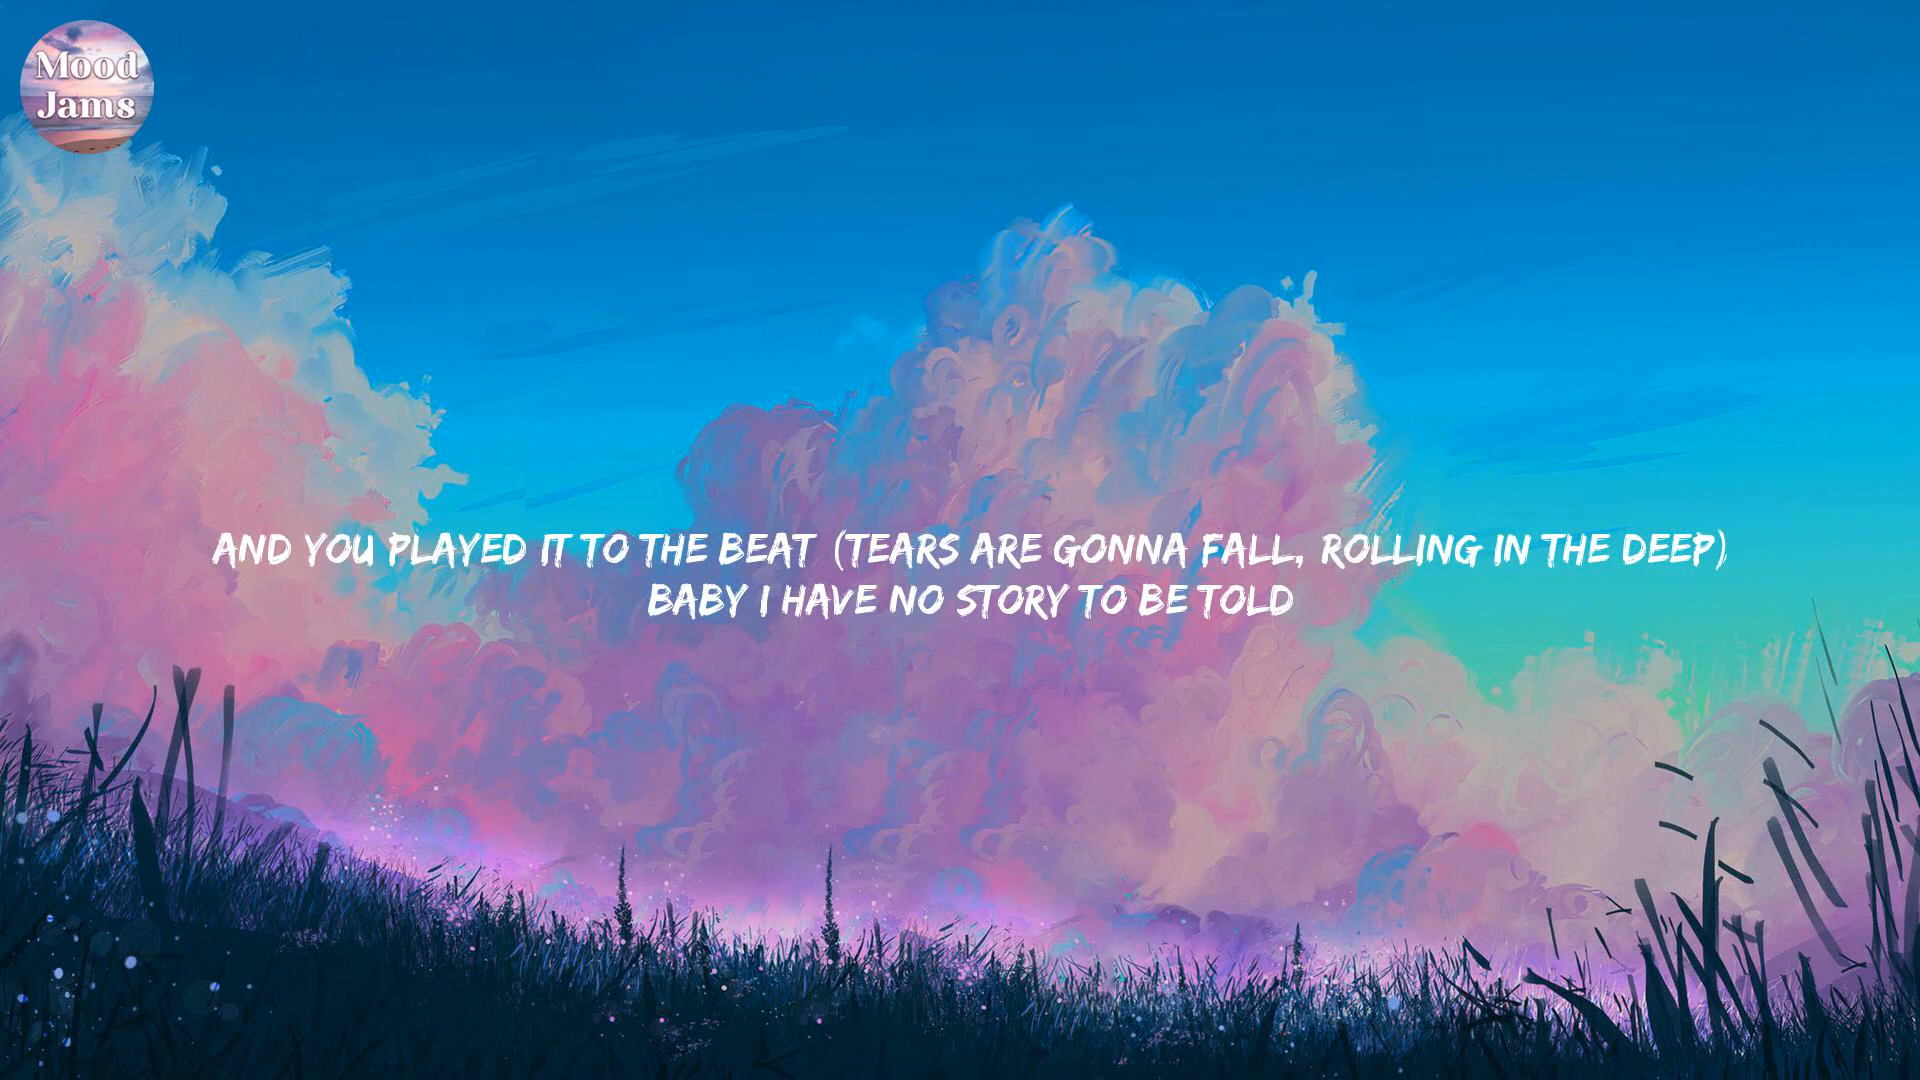 Mood
Jams
AND YOU PLAYED IT TO THE BEAT (TEARS ARE GONNA FALL, ROLLING IN THE DEEP)
BABY I HAVE NO STORY TO BE TOLD